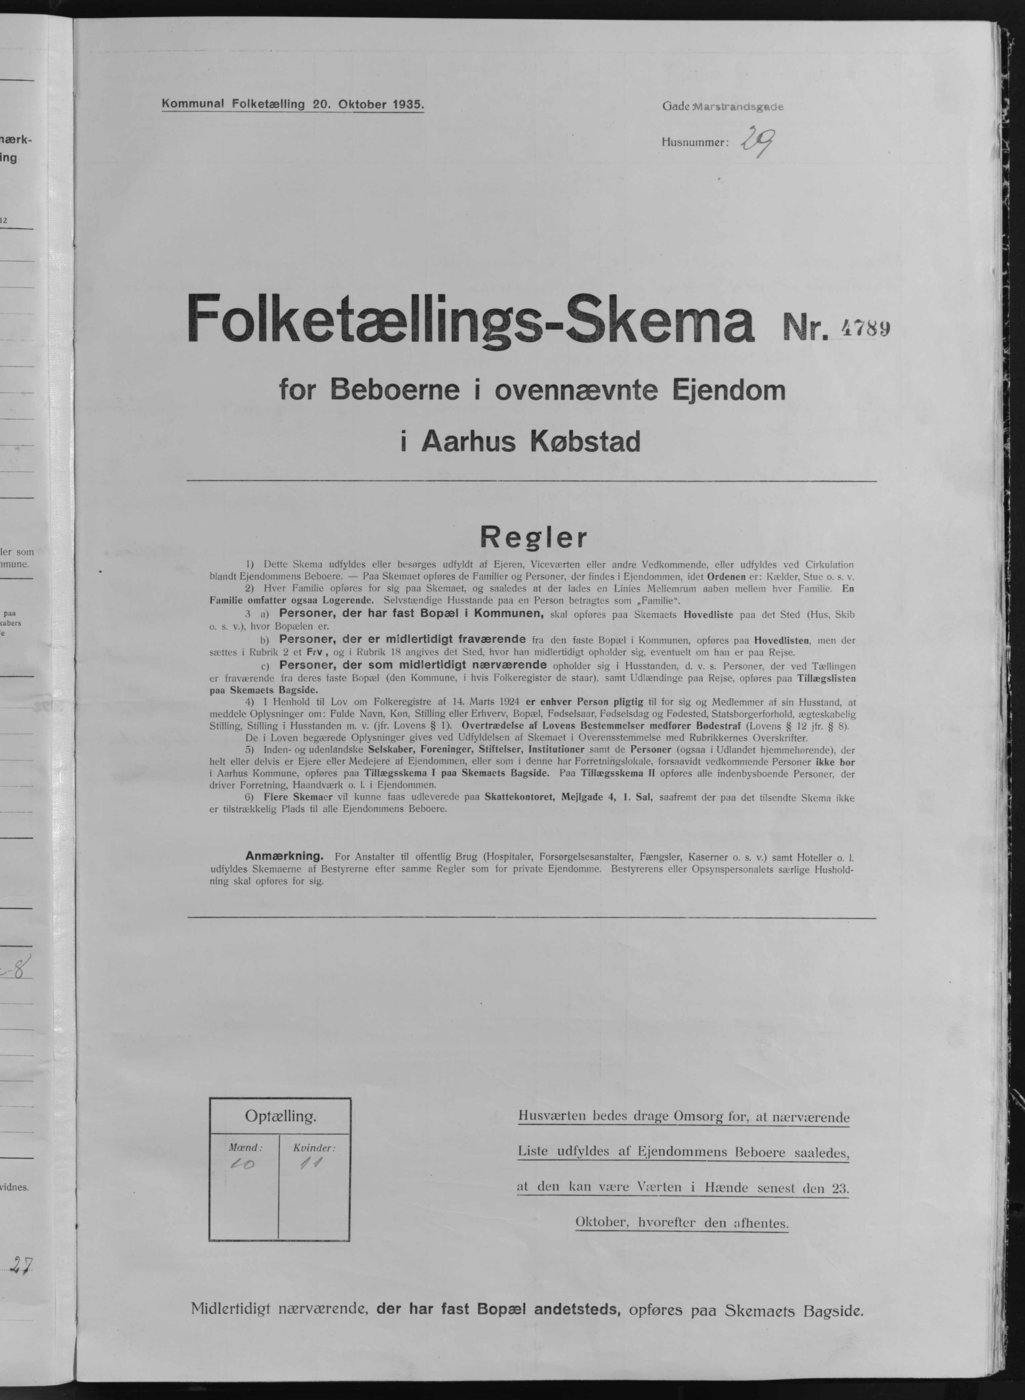 Kommunal Folketælling 20. Oktober 1935.
Gade: Marstrandsgade
Husnummer: 29
Folketællings-Skema Nr. 4789
for Beboerne i ovennævnte Ejendom
i Aarhus Købstad
Regler
1) Dette Skema udfyldes eller besørges udfyldt af Ejeren, Viceværten eller andre Vedkommende, eller udfyldes ved Cirkulation
blandt Ejendommens Beboere. — Paa Skemaet opføres de Familier og Personer, der findes i Ejendommen, idet Ordenen er: Kælder, Stue o. s. v.
2) Hver Familie opføres for sig paa Skemaet, og saaledes at der lades en Linies Mellemrum aaben mellem hver Familie. En
Familie omfatter ogsaa Logerende. Selvstændige Husstande paa en Person betragtes som „Familie“.
3 a) Personer, der har fast Bopæl i Kommunen, skal opføres paa Skemaets Hovedliste paa det Sted (Hus, Skib
o. s. v.), hvor Bopælen er.
b) Personer, der er midlertidigt fraværende fra den faste Bopæl i Kommunen, opføres paa Hovedlisten, men der
sættes i Rubrik 2 et Frv, og i Rubrik 18 angives det Sted, hvor han midlertidigt opholder sig, eventuelt om han er paa Rejse.
c) Personer, der som midlertidigt nærværende opholder sig i Husstanden, d. v. s. Personer, der ved Tællingen
er fraværende fra deres faste Bopæl (den Kommune, i hvis Folkeregister de staar), samt Udlændinge paa Rejse, opføres paa Tillægslisten
paa Skemaets Bagside.
4) I Henhold til Lov om Folkeregistre af 14. Marts 1924 er enhver Person pligtig til for sig og Medlemmer af sin Husstand, at
meddele Oplysninger om: Fulde Navn, Køn, Stilling eller Erhverv, Bopæl, Fødselsaar, Fødselsdag og Fødested, Statsborgerforhold, ægteskabelig
Stilling, Stilling i Husstanden m. v. (jfr. Lovens § 1). Overtrædelse af Lovens Bestemmelser medfører Bødestraf (Lovens § 12 jfr. § 8).
De i Loven begærede Oplysninger gives ved Udfyldelsen af Skemaet i Overensstemmelse med Rubrikkernes Overskrifter.
5) Inden- og udenlandske Selskaber, Foreninger, Stiftelser, Institutioner samt de Personer (ogsaa i Udlandet hjemmehørende), der
helt eller delvis er Ejere eller Medejere af Ejendommen, eller som i denne har Forretningslokale, forsaavidt vedkommende Personer ikke bor
i Aarhus Kommune, opføres paa Tillægsskema I paa Skemaets Bagside. Paa Tillægsskema II opføres alle indenbysboende Personer, der
driver Forretning, Haandværk o. l. i Ejendommen.
6) Flere Skemaer vil kunne faas udleverede paa Skattekontoret, Mejlgade 4, 1. Sal, saafremt der paa det tilsendte Skema ikke
er tilstrækkelig Plads til alle Ejendommens Beboere.
Anmærkning. For Anstalter til offentlig Brug (Hospitaler, Forsørgelsesanstalter, Fængsler, Kaserner o. s. v.) samt Hoteller o. l.
udfyldes Skemaerne af Bestyrerne efter samme Regler som for private Ejendomme. Bestyrerens eller Opsynspersonalets særlige Hushold-
ning skal opføres for sig.
Optælling.
Mænd: Kvinder:
10 11
Husværten bedes drage Omsorg for, at nærværende
Liste udfyldes af Ejendommens Beboere saaledes,
at den kan være Værten i Hænde senest den 23.
Oktober, hvorefter den afhentes.
Midlertidigt nærværende, der har fast Bopæl andetsteds, opføres paa Skemaets Bagside.